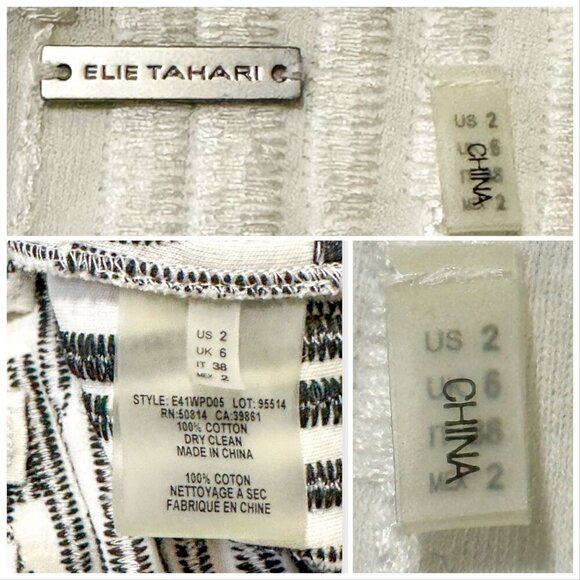 ELIE TAHARI
US 2
6
CHINA
2
US 2
UK 6
IT 38
MEX 2
STYLE: E41WPD05 LOT: 95514
RN:50814 CA:39861
100% COTTON
DRY CLEAN
MADE IN CHINA
100% COTON
NETTOYAGE A SEC
FABRIQUE EN CHINE
US 2
6
CHINA
2